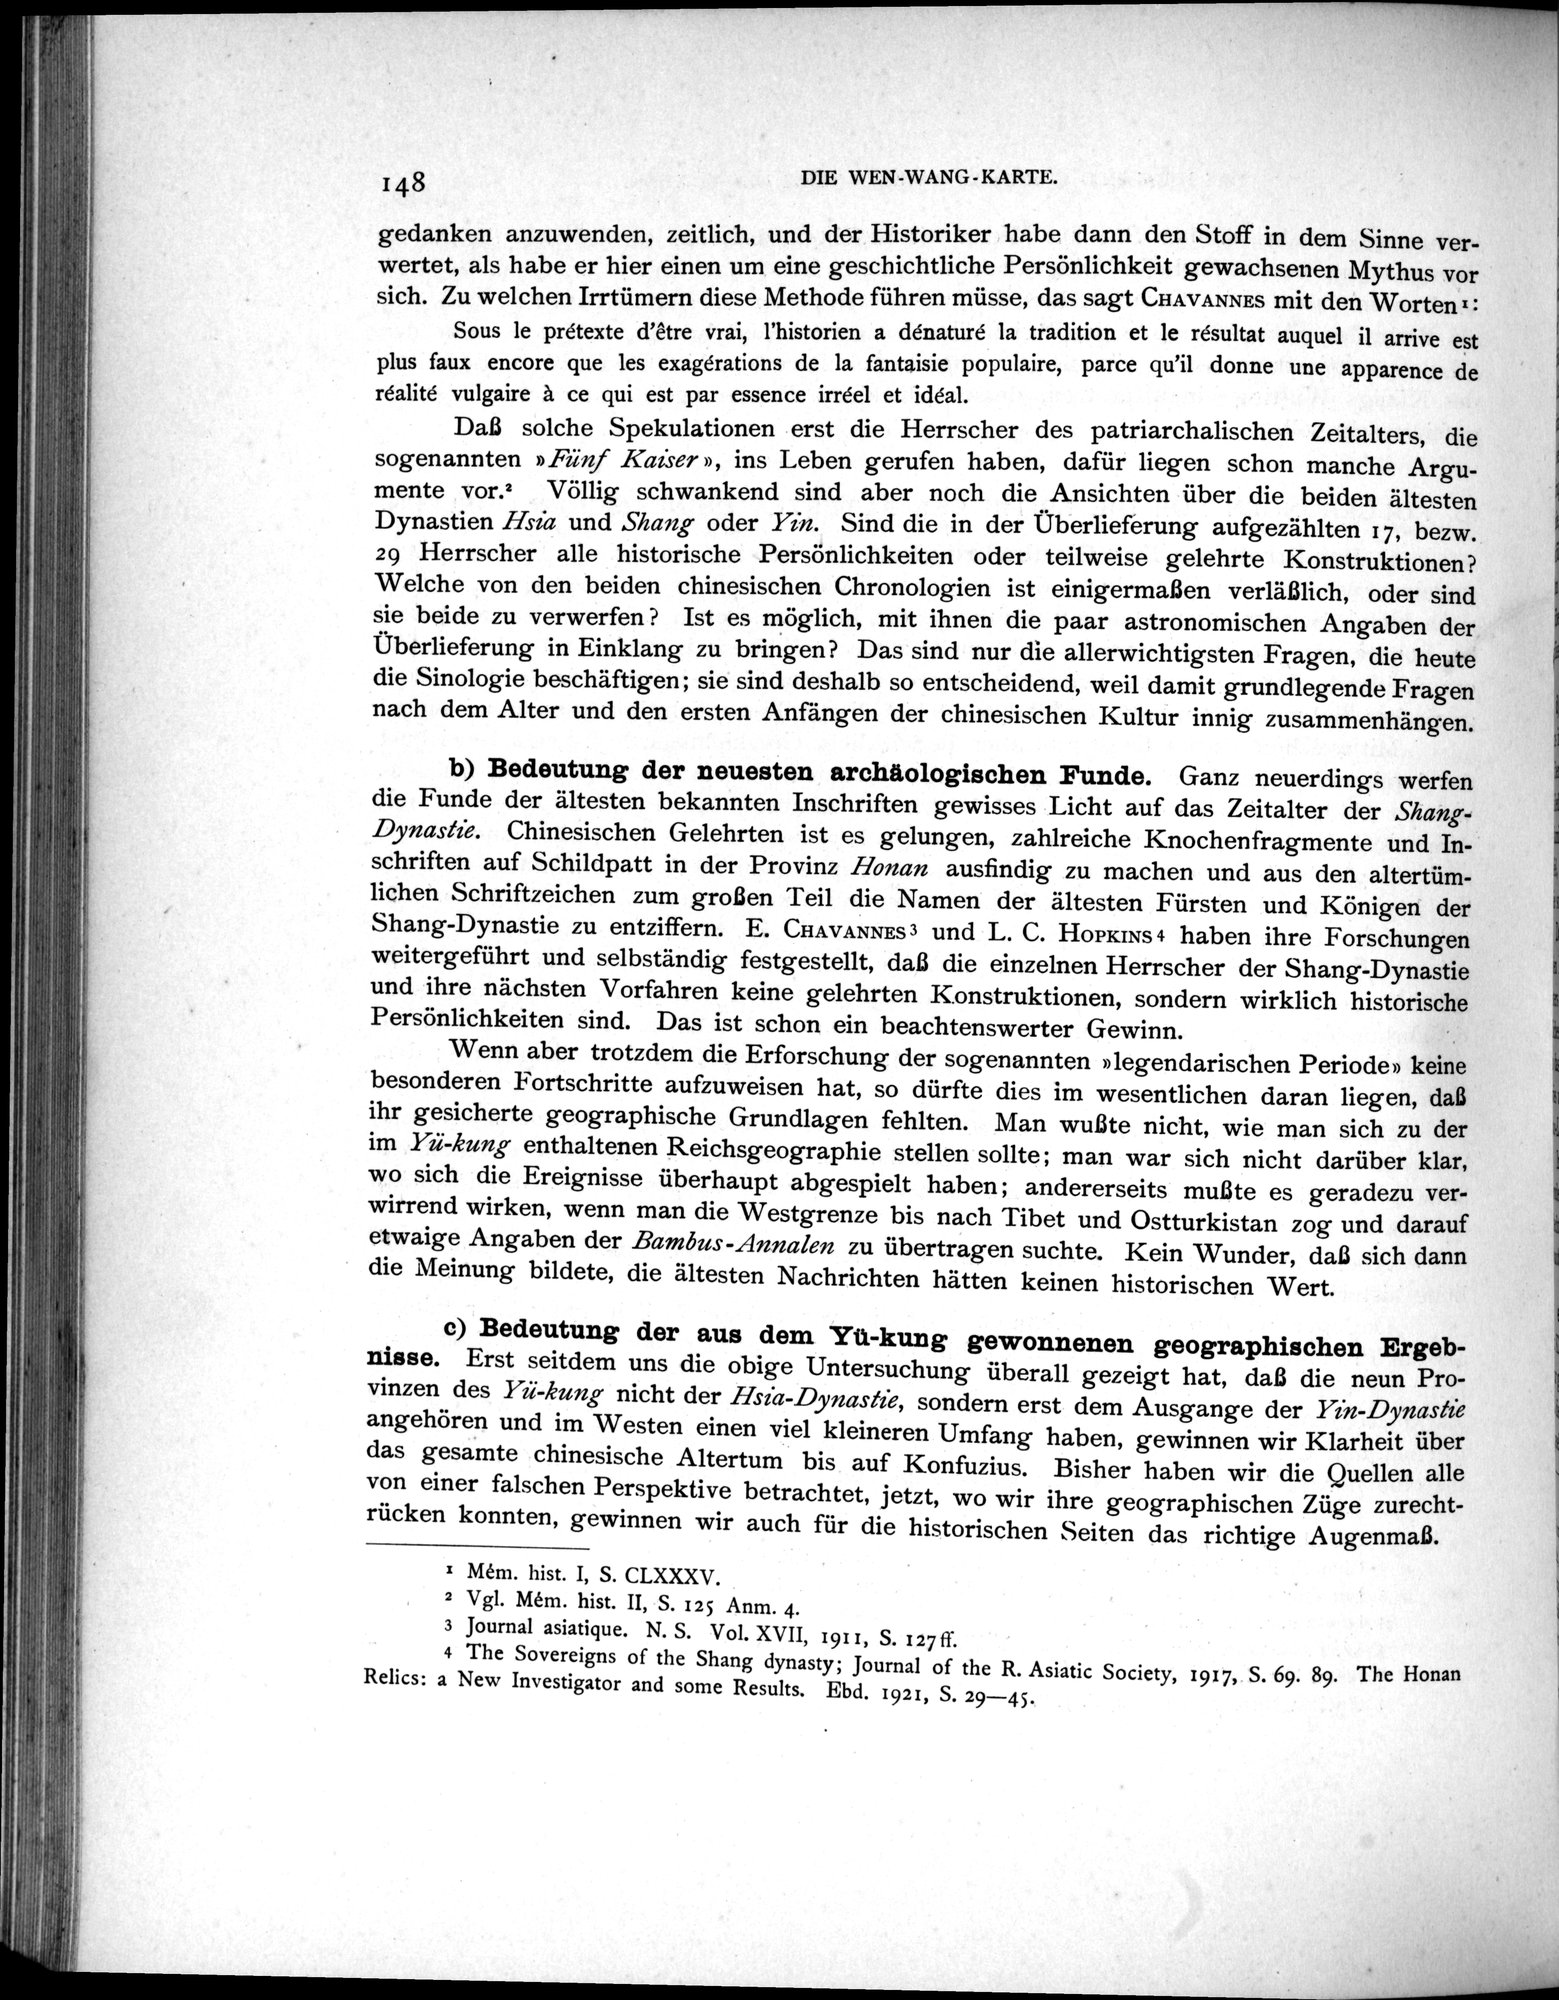 148
DIE WEN-WANG-KARTE.
gedanken anzuwenden, zeitlich, und der Historiker habe dann den Stoff in dem Sinne ver-
wertet, als habe er hier einen um eine geschichtliche Persönlichkeit gewachsenen Mythus vor
sich. Zu welchen Irrtümern diese Methode führen müsse, das sagt CHAVANNES mit den Worten¹:
Sous le prétexte d'être vrai, l'historien a dénaturé la tradition et le résultat auquel il arrive est
plus faux encore que les exagérations de la fantaisie populaire, parce qu'il donne une apparence de
réalité vulgaire à ce qui est par essence irréel et idéal.
Daß solche Spekulationen erst die Herrscher des patriarchalischen Zeitalters, die
sogenannten »Fünf Kaiser», ins Leben gerufen haben, dafür liegen schon manche Argu-
mente vor.² Völlig schwankend sind aber noch die Ansichten über die beiden ältesten
Dynastien Hsia und Shang oder Yin. Sind die in der Überlieferung aufgezählten 17, bezw.
29 Herrscher alle historische Persönlichkeiten oder teilweise gelehrte Konstruktionen?
Welche von den beiden chinesischen Chronologien ist einigermaßen verläßlich, oder sind
sie beide zu verwerfen? Ist es möglich, mit ihnen die paar astronomischen Angaben der
Überlieferung in Einklang zu bringen? Das sind nur die allerwichtigsten Fragen, die heute
die Sinologie beschäftigen; sie sind deshalb so entscheidend, weil damit grundlegende Fragen
nach dem Alter und den ersten Anfängen der chinesischen Kultur innig zusammenhängen.
b) Bedeutung der neuesten archäologischen Funde. Ganz neuerdings werfen
die Funde der ältesten bekannten Inschriften gewisses Licht auf das Zeitalter der Shang-
Dynastie. Chinesischen Gelehrten ist es gelungen, zahlreiche Knochenfragmente und In-
schriften auf Schildpatt in der Provinz Honan ausfindig zu machen und aus den altertüm-
lichen Schriftzeichen zum großen Teil die Namen der ältesten Fürsten und Königen der
Shang-Dynastie zu entziffern. E. CHAVANNES³ und L. C. HOPKINS⁴ haben ihre Forschungen
weitergeführt und selbständig festgestellt, daß die einzelnen Herrscher der Shang-Dynastie
und ihre nächsten Vorfahren keine gelehrten Konstruktionen, sondern wirklich historische
Persönlichkeiten sind. Das ist schon ein beachtenswerter Gewinn.
Wenn aber trotzdem die Erforschung der sogenannten »legendarischen Periode» keine
besonderen Fortschritte aufzuweisen hat, so dürfte dies im wesentlichen daran liegen, daß
ihr gesicherte geographische Grundlagen fehlten. Man wußte nicht, wie man sich zu der
im Yü-kung enthaltenen Reichsgeographie stellen sollte; man war sich nicht darüber klar,
wo sich die Ereignisse überhaupt abgespielt haben; andererseits mußte es geradezu ver-
wirrend wirken, wenn man die Westgrenze bis nach Tibet und Ostturkistan zog und darauf
etwaige Angaben der Bambus-Annalen zu übertragen suchte. Kein Wunder, daß sich dann
die Meinung bildete, die ältesten Nachrichten hätten keinen historischen Wert.
c) Bedeutung der aus dem Yü-kung gewonnenen geographischen Ergeb-
nisse. Erst seitdem uns die obige Untersuchung überall gezeigt hat, daß die neun Pro-
vinzen des Yü-kung nicht der Hsia-Dynastie, sondern erst dem Ausgange der Yin-Dynastie
angehören und im Westen einen viel kleineren Umfang haben, gewinnen wir Klarheit über
das gesamte chinesische Altertum bis auf Konfuzius. Bisher haben wir die Quellen alle
von einer falschen Perspektive betrachtet, jetzt, wo wir ihre geographischen Züge zurecht-
rücken konnten, gewinnen wir auch für die historischen Seiten das richtige Augenmaß.
¹ Mém. hist. I, S. CLXXXV.
² Vgl. Mém. hist. II, S. 125 Anm. 4.
³ Journal asiatique. N. S. Vol. XVII, 1911, S. 127 ff.
⁴ The Sovereigns of the Shang dynasty; Journal of the R. Asiatic Society, 1917, S. 69. 89. The Honan
Relics: a New Investigator and some Results. Ebd. 1921, S. 29—45.